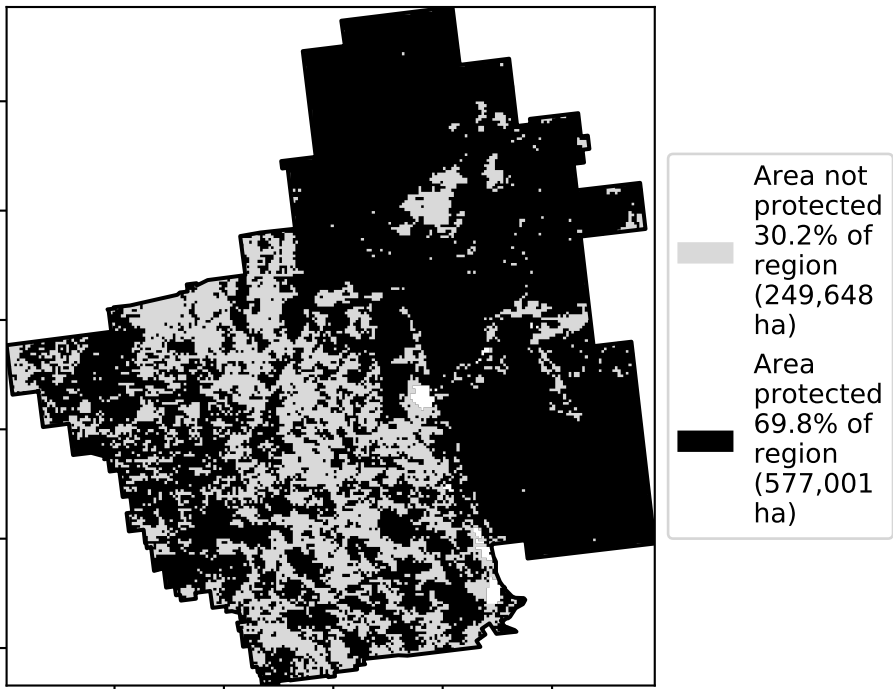 Area not
protected
30.2% of
region
(249,648
ha)
Area
protected
69.8% of
region
(577,001
ha)